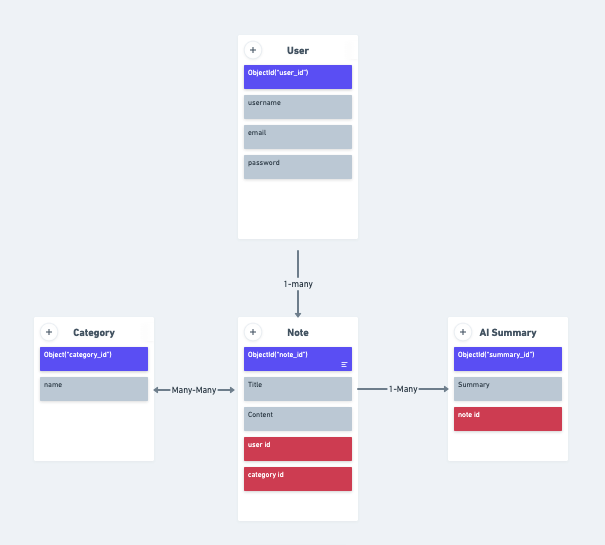 User
ObjectId("user_id")
username
email
password
1-many
Category
Object("category_id")
name
Many-Many
Note
ObjectId("note_id")
Title
Content
user id
category id
1-Many
AI Summary
ObjectId("summary_id")
Summary
note id